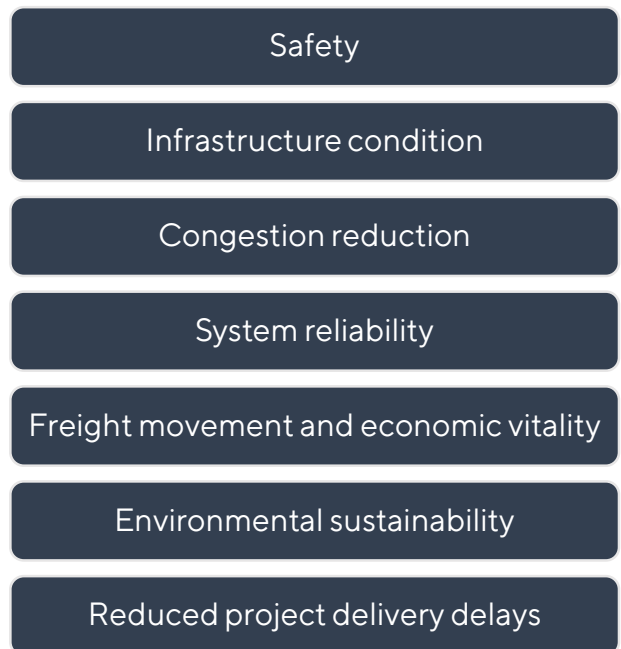 Safety
Infrastructure condition
Congestion reduction
System reliability
Freight movement and economic vitality
Environmental sustainability
Reduced project delivery delays